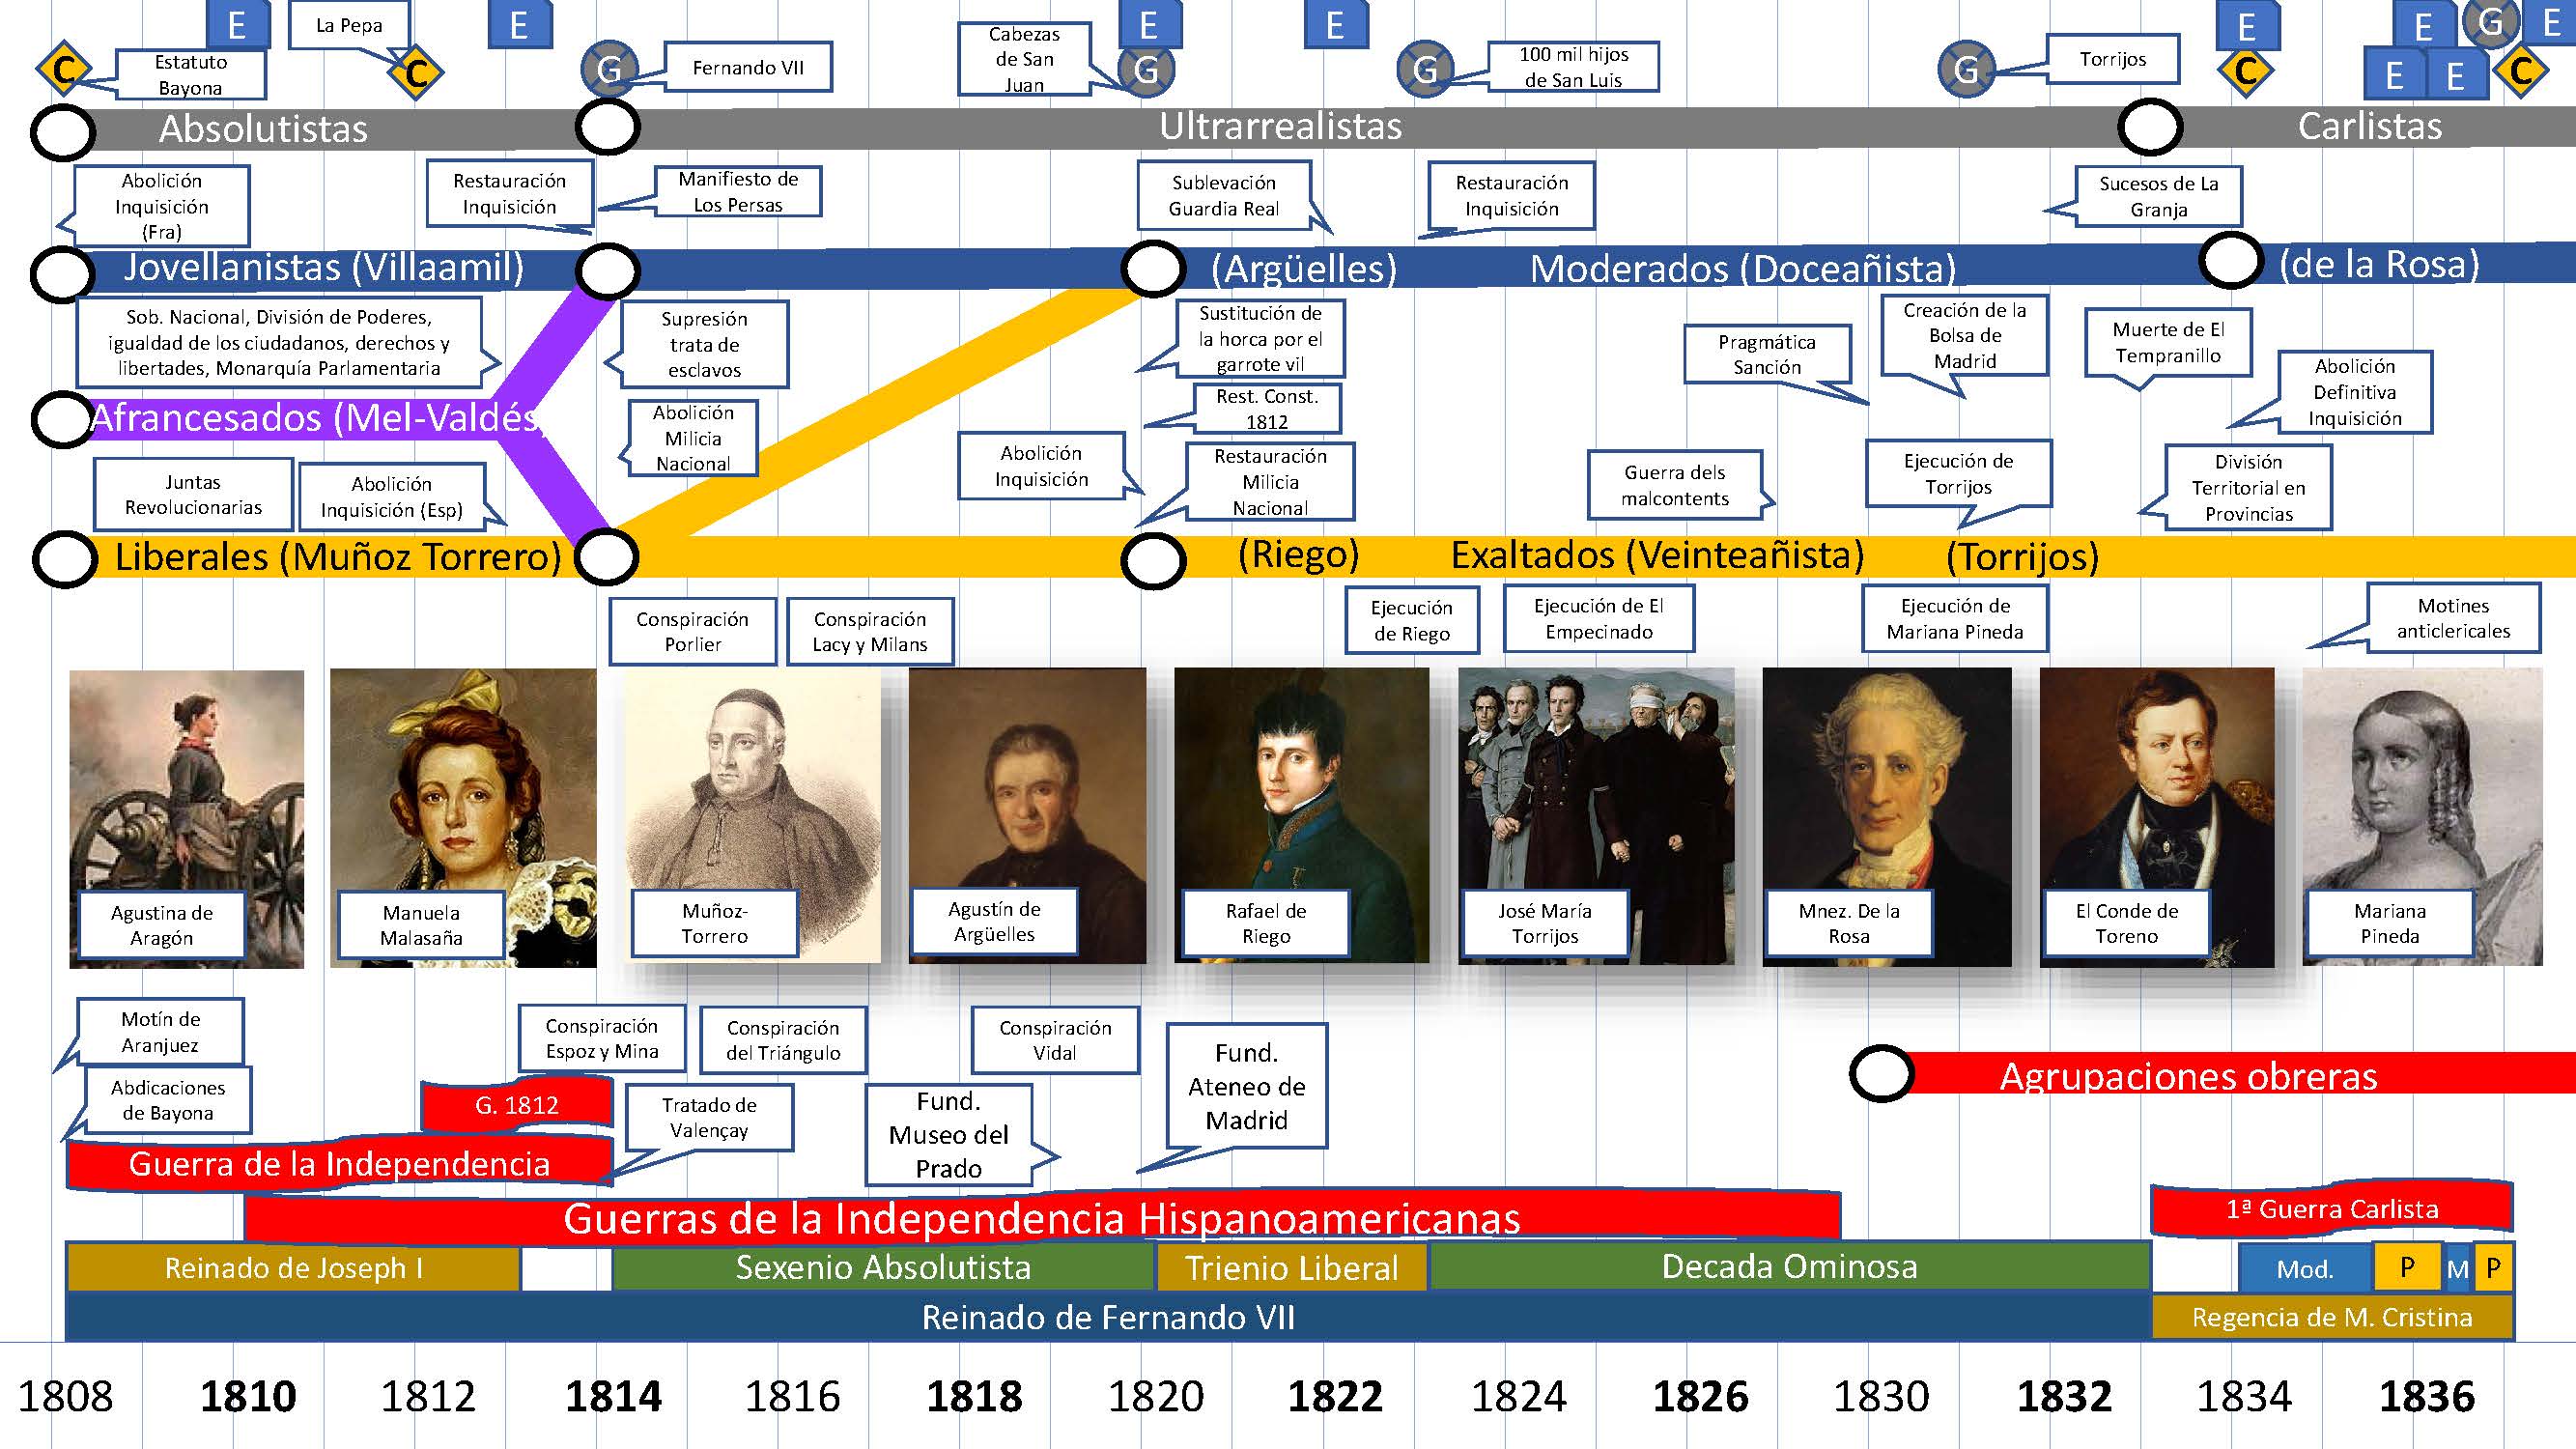 E
La Pepa
E
Cabezas
de San
Juan
E
E
E
E
G
E
C
Estatuto
Bayona
C
G
Fernando VII
G
G
100 mil hijos
de San Luis
G
Torrijos
C
E
E
C
Absolutistas
Ultrarrealistas
Carlistas
Abolición
Inquisición
(Fra)
Restauración
Inquisición
Manifiesto de
Los Persas
Sublevación
Guardia Real
Restauración
Inquisición
Sucesos de La
Granja
Jovellanistas (Villaamil)
(Argüelles)
Moderados (Doceañista)
(de la Rosa)
Sob. Nacional, División de Poderes,
igualdad de los ciudadanos, derechos y
libertades, Monarquía Parlamentaria
Supresión
trata de
esclavos
Sustitución de
la horca por el
garrote vil
Pragmática
Sanción
Creación de la
Bolsa de
Madrid
Muerte de El
Tempranillo
Abolición
Definitiva
Inquisición
Afrancesados (Mel-Valdés)
Abolición
Milicia
Nacional
Rest. Const.
1812
Juntas
Revolucionarias
Abolición
Inquisición (Esp)
Abolición
Inquisición
Restauración
Milicia
Nacional
Guerra dels
malcontents
Ejecución de
Torrijos
División
Territorial en
Provincias
Liberales (Muñoz Torrero)
(Riego)
Exaltados (Veinteañista)
(Torrijos)
Conspiración
Porlier
Conspiración
Lacy y Milans
Ejecución
de Riego
Ejecución de El
Empecinado
Ejecución de
Mariana Pineda
Motines
anticlericales
Agustina de
Aragón
Manuela
Malasaña
Muñoz-
Torrero
Agustín de
Argüelles
Rafael de
Riego
José María
Torrijos
Mnez. De la
Rosa
El Conde de
Toreno
Mariana
Pineda
Motín de
Aranjuez
Conspiración
Espoz y Mina
Conspiración
del Triángulo
Conspiración
Vidal
Fund.
Ateneo de
Madrid
Agrupaciones obreras
Abdicaciones
de Bayona
G. 1812
Tratado de
Valençay
Fund.
Museo del
Prado
Guerra de la Independencia
Guerras de la Independencia Hispanoamericanas
1ª Guerra Carlista
Reinado de Joseph I
Sexenio Absolutista
Trienio Liberal
Decada Ominosa
Mod.
P
M
P
Reinado de Fernando VII
Regencia de M. Cristina
1808
1810
1812
1814
1816
1818
1820
1822
1824
1826
1830
1832
1834
1836